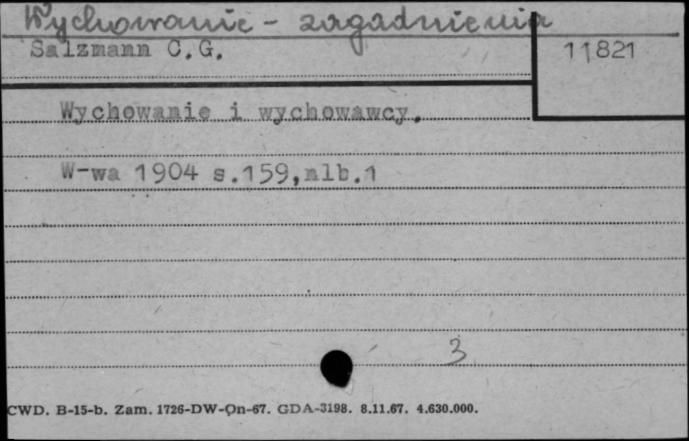 Wychowanie - zagadnienia
Salzmann C.G.
11821
Wychowanie i wychowawcy.
W-wa 1904 s.159,nlb.1
3
CWD. B-15-b. Zam. 1726-DW-On-67. GDA-3198. 8.11.67. 4.630.000.